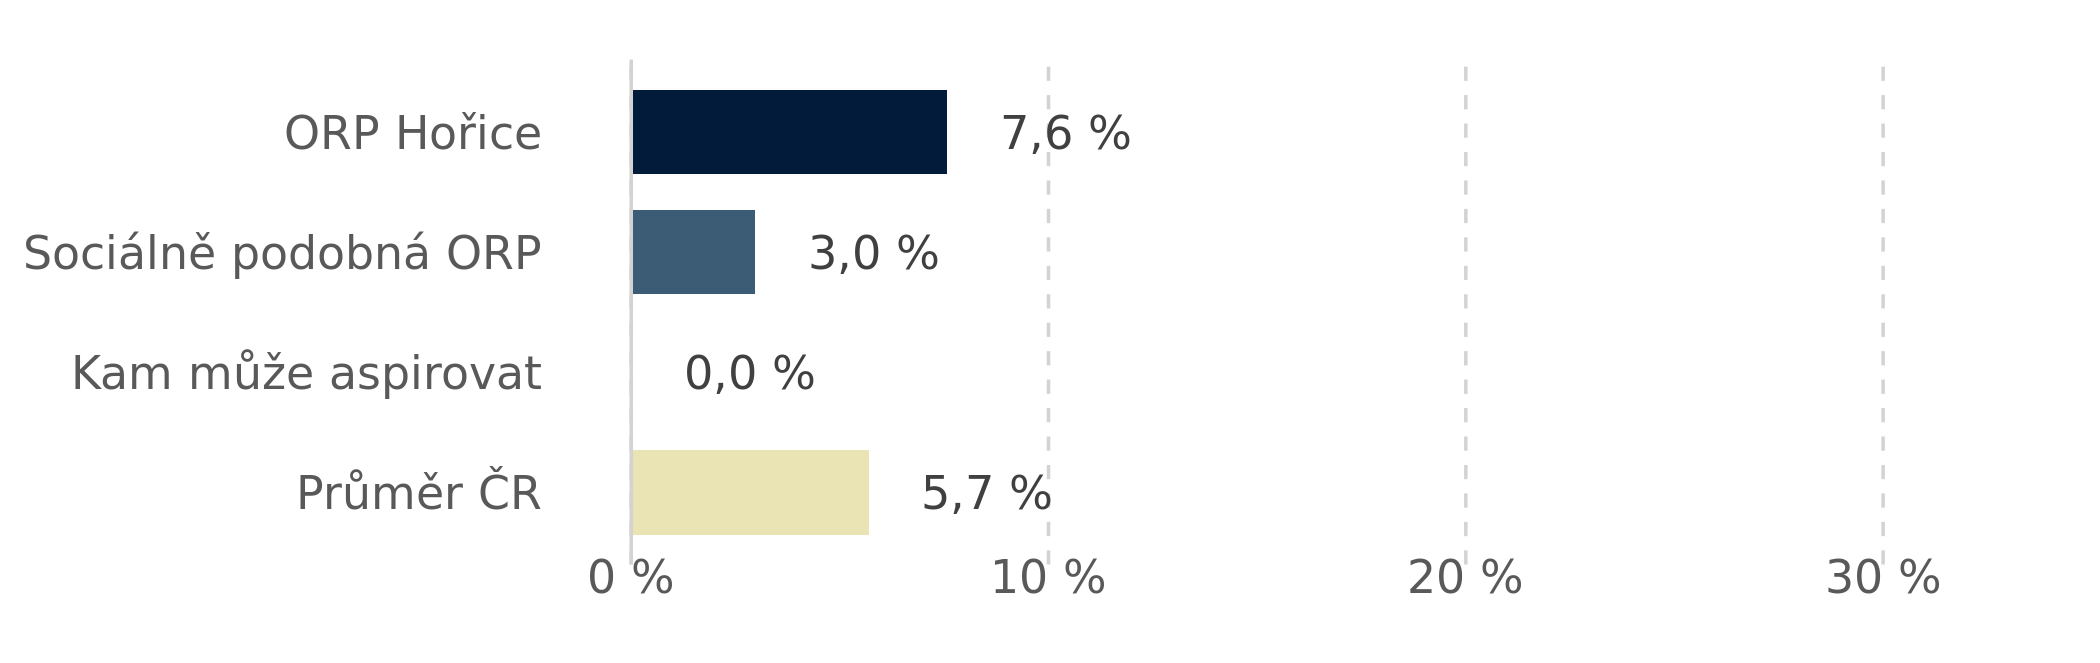 ORP Hořice 7,6 %
Sociálně podobná ORP 3,0 %
Kam může aspirovat 0,0 %
Průměr ČR 5,7 %
0 % 10 % 20 % 30 %